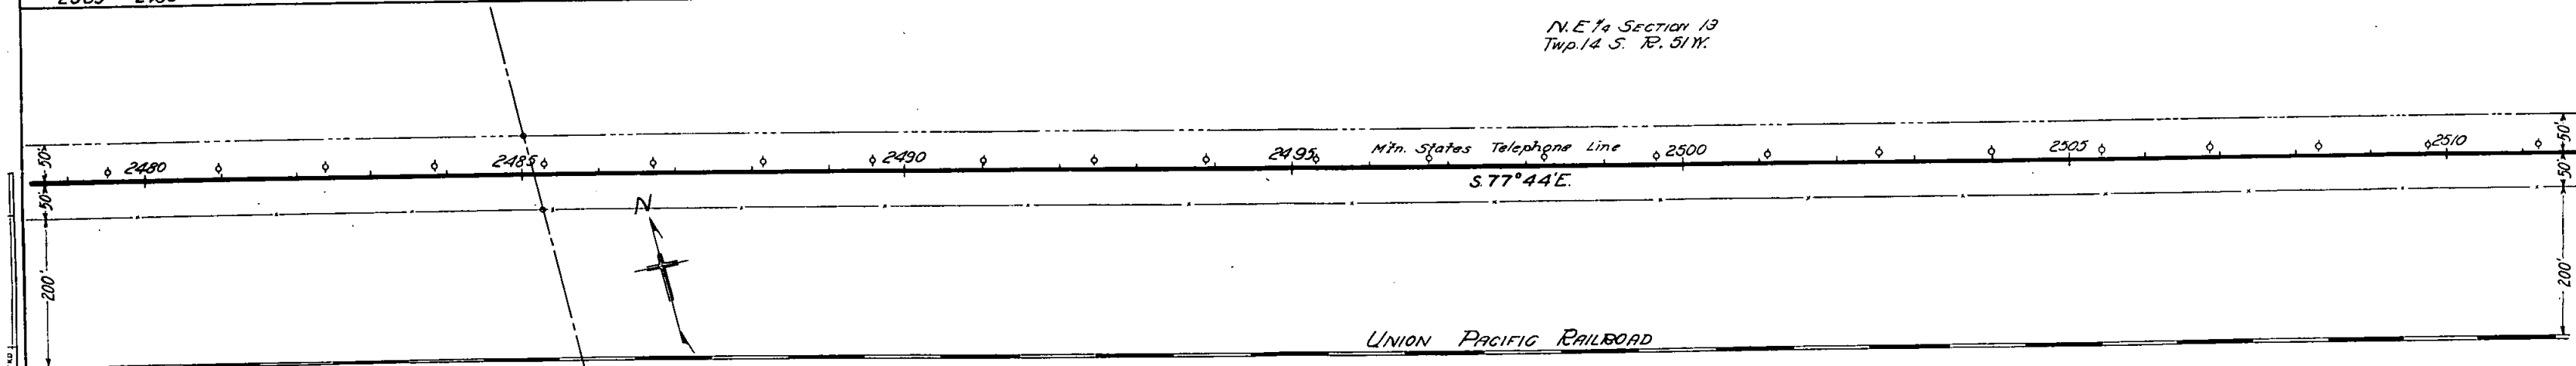 N.E ¼ SECTION 13
Twp. 14 S. R. 51 W.
50' 2480 2485 2490 2495 Mtn. States Telephone Line 2500 2505 2510 50'
50' S. 77° 44' E. 50'
N
200' 200'
UNION PACIFIC RAILROAD